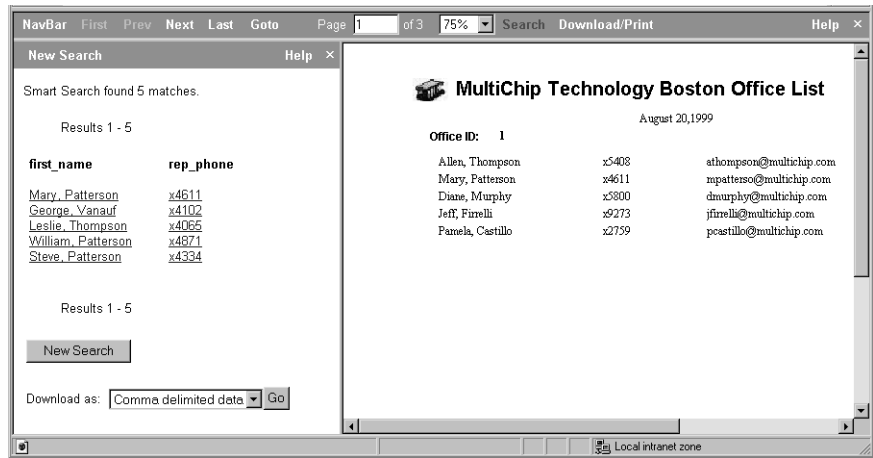 NavBar First Prev Next Last Goto Page 1 of 3 75% Search Download/Print Help ×
New Search Help ×
Smart Search found 5 matches.
Results 1 - 5
first_name rep_phone
Mary, Patterson x4611
George, Vanauf x4102
Leslie, Thompson x4065
William, Patterson x4871
Steve, Patterson x4334
Results 1 - 5
New Search
Download as: Comma delimited data Go
MultiChip Technology Boston Office List
August 20,1999
Office ID: 1
Allen, Thompson x5408 athompson@multichip.com
Mary, Patterson x4611 mpatterso@multichip.com
Diane, Murphy x5800 dmurphy@multichip.com
Jeff, Firrelli x9273 jfirrelli@multichip.com
Pamela, Castillo x2759 pcastillo@multichip.com
Local intranet zone